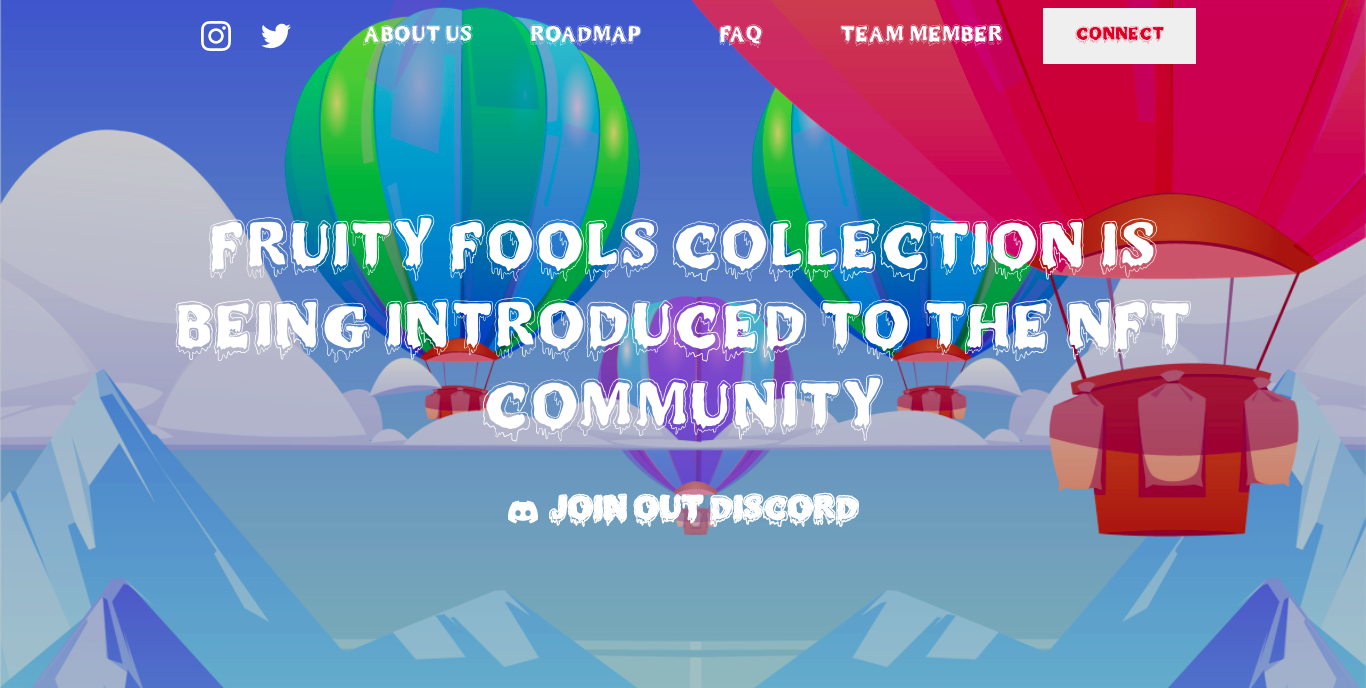 ABOUT US
ROADMAP
FAQ
TEAM MEMBER
CONNECT
FRUITY FOOLS COLLECTION IS
BEING INTRODUCED TO THE NFT
COMMUNITY
JOIN OUT DISCORD